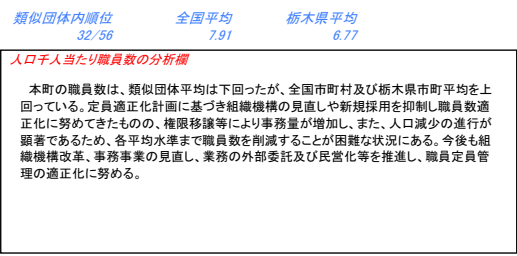 類似団体内順位 全国平均 栃木県平均
32/56 7.91 6.77
人口千人当たり職員数の分析欄
本町の職員数は、類似団体平均は下回ったが、全国市町村及び栃木県市町平均を上
回っている。定員適正化計画に基づき組織機構の見直しや新規採用を抑制し職員数適
正化に努めてきたものの、権限移譲等により事務量が増加し、また、人口減少の進行が
顕著であるため、各平均水準まで職員数を削減することが困難な状況にある。今後も組
織機構改革、事務事業の見直し、業務の外部委託及び民営化等を推進し、職員定員管
理の適正化に努める。